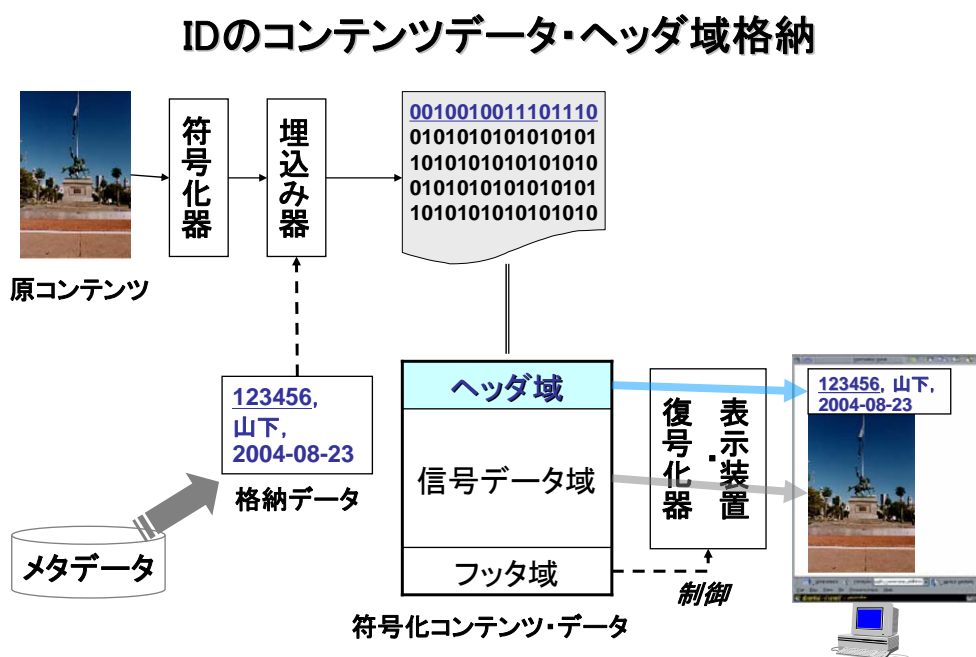 IDのコンテンツデータ・ヘッダ域格納
符号化器
埋込み器
0010010011101110
0101010101010101
1010101010101010
0101010101010101
1010101010101010
原コンテンツ
123456,
山下,
2004-08-23
格納データ
メタデータ
ヘッダ域
信号データ域
フッタ域
符号化コンテンツ・データ
復号化器・
表示装置
制御
123456, 山下,
2004-08-23